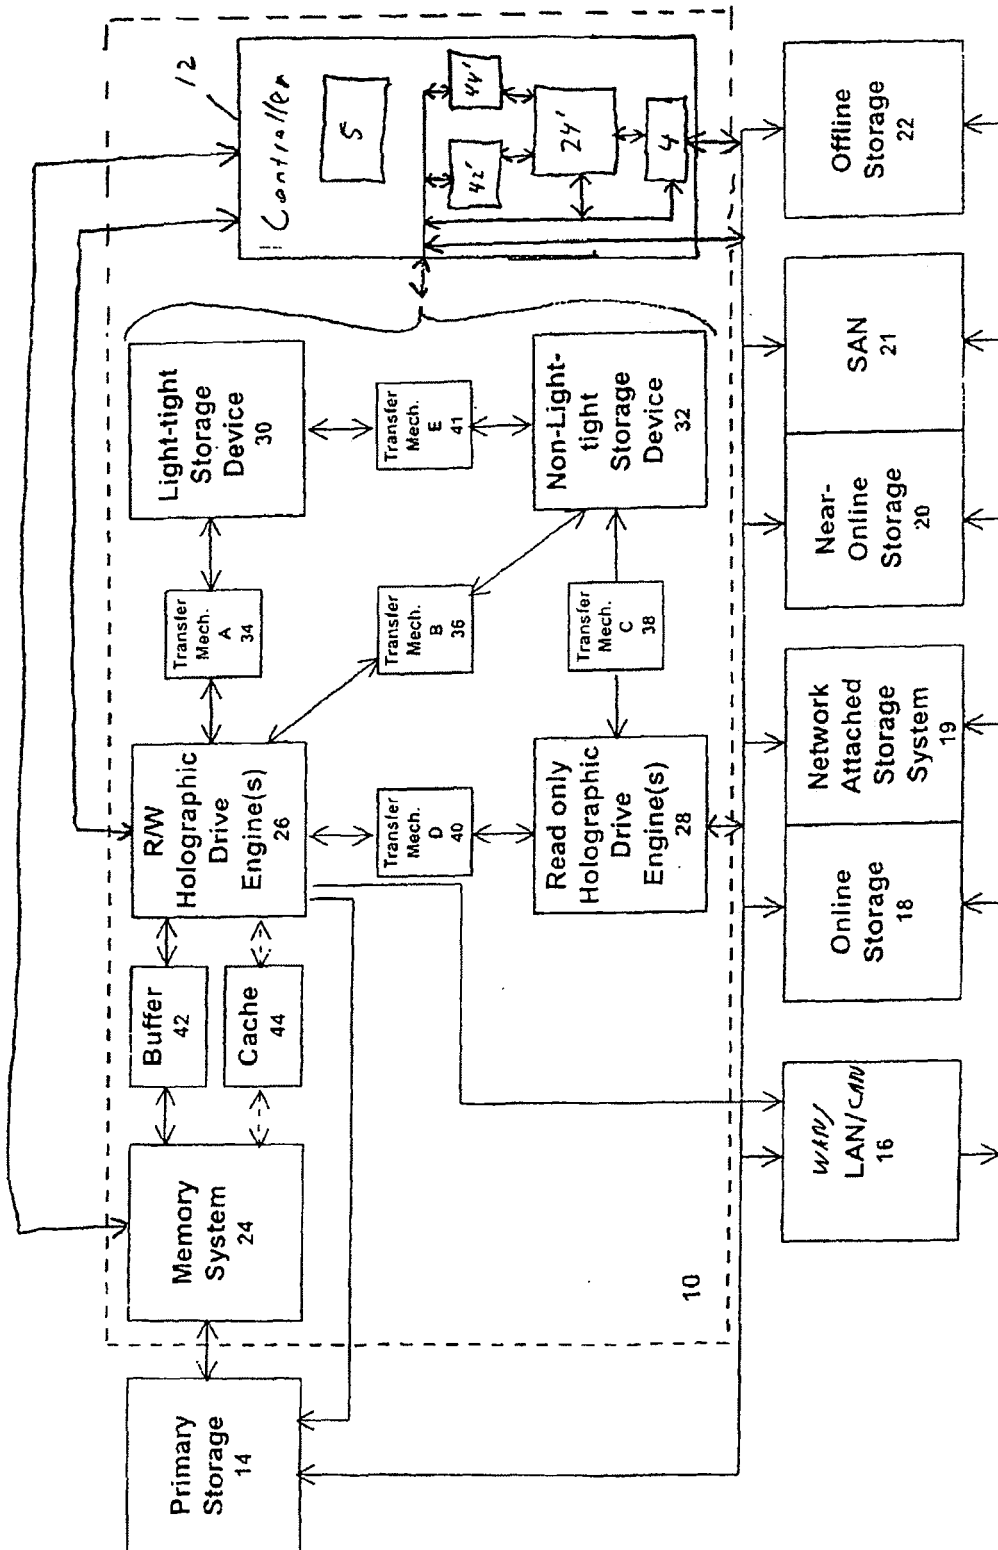 Primary
Storage
14
10
Memory
System
24
Buffer
42
Cache
44
R/W
Holographic
Drive
Engine(s)
26
Transfer
Mech.
D
40
Read only
Holographic
Drive
Engine(s)
28
Transfer
Mech.
A
34
Transfer
Mech.
B
36
Transfer
Mech.
C
38
Light-tight
Storage
Device
30
Transfer
Mech.
E
41
Non-Light-
tight
Storage
Device
32
12
Controller
5
42'
44'
24'
4
WAN/
LAN/CAN
16
Online
Storage
18
Network
Attached
Storage
System
19
Near-
Online
Storage
20
SAN
21
Offline
Storage
22